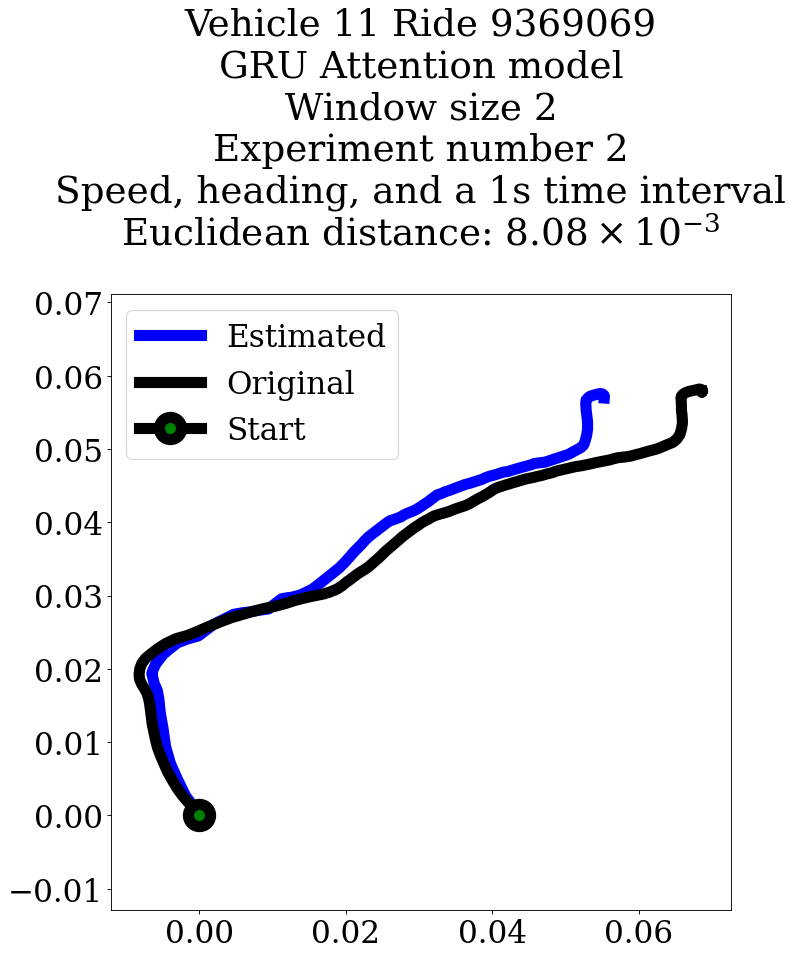 Vehicle 11 Ride 9369069
GRU Attention model
Window size 2
Experiment number 2
Speed, heading, and a 1s time interval
Euclidean distance: 8.08 × 10⁻³
0.07
0.06
0.05
0.04
0.03
0.02
0.01
0.00
−0.01
Estimated
Original
Start
0.00 0.02 0.04 0.06